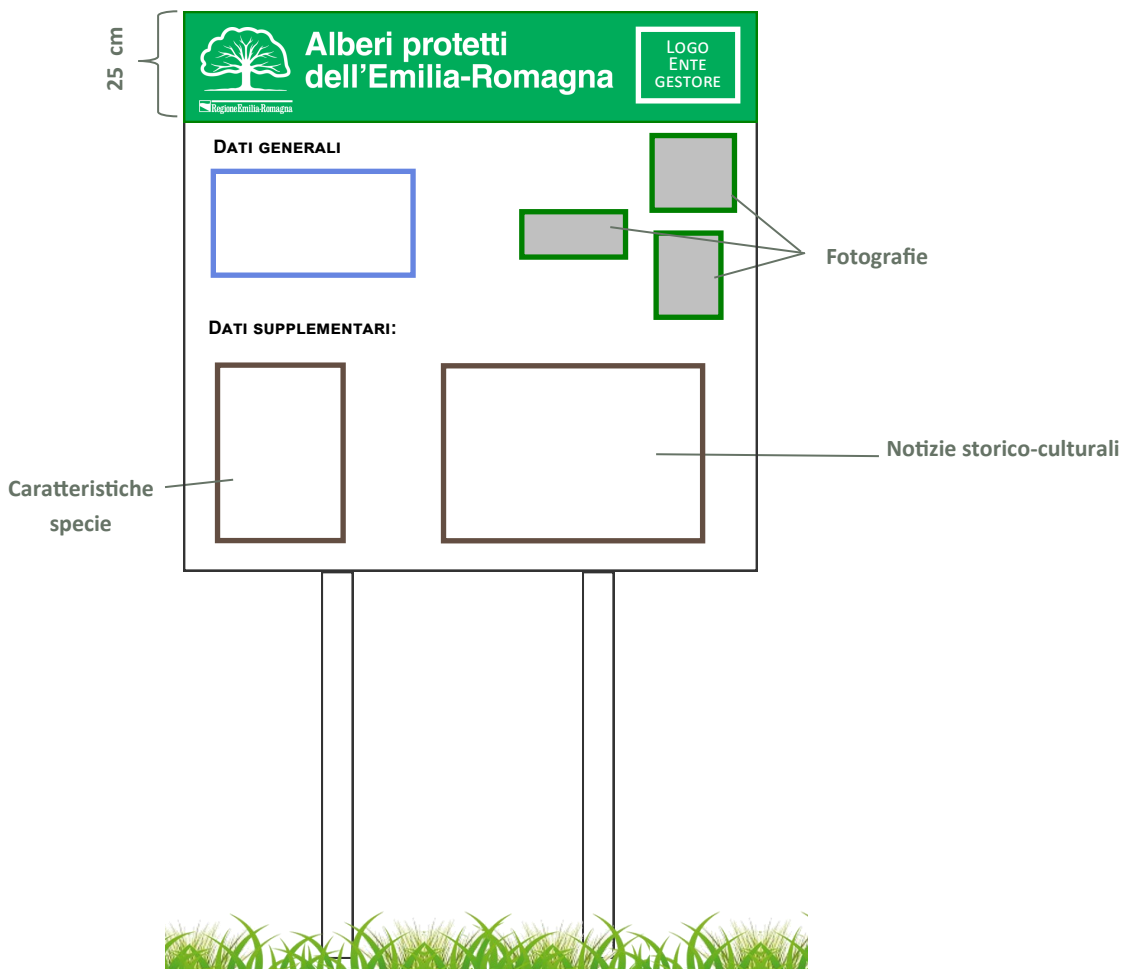 25 cm
Alberi protetti
dell'Emilia-Romagna
RegioneEmilia-Romagna
LOGO
ENTE
GESTORE
DATI GENERALI
Fotografie
DATI SUPPLEMENTARI:
Notizie storico-culturali
Caratteristiche
specie